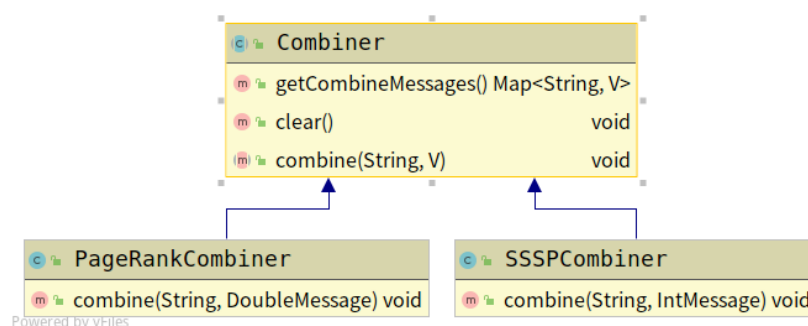 Combiner
getCombineMessages() Map<String, V>
clear() void
combine(String, V) void
PageRankCombiner
combine(String, DoubleMessage) void
SSSPCombiner
combine(String, IntMessage) void
Powered by yFiles